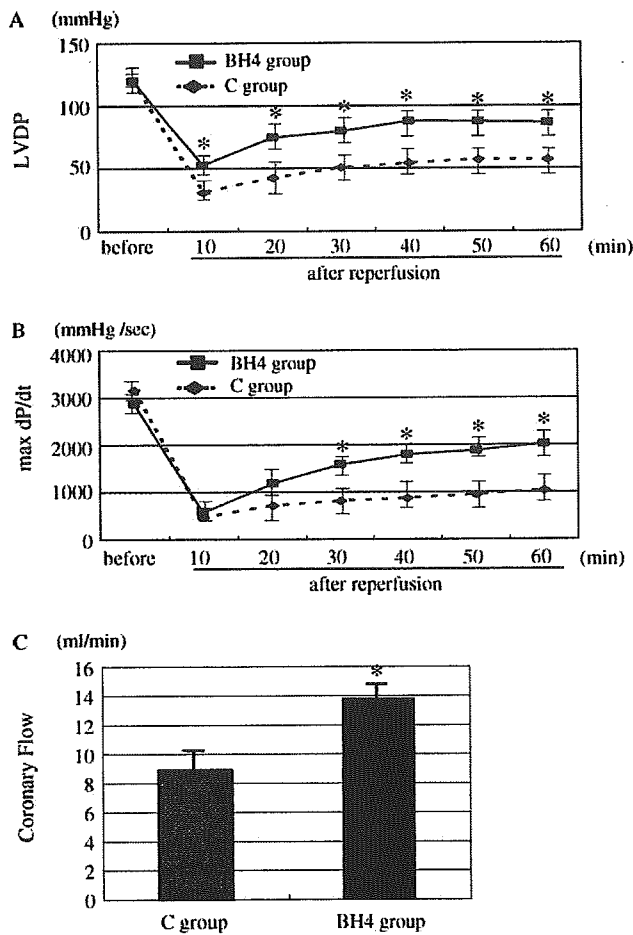 A (mmHg)
150
BH4 group
C group
100
LVDP
50
0
* * * * * *
before 10 20 30 40 50 60 (min)
after reperfusion
B (mmHg /sec)
4000
BH4 group
C group
3000
max dP/dt
2000
1000
0
* * * *
before 10 20 30 40 50 60 (min)
after reperfusion
C (ml/min)
16
14
12
10
8
6
4
2
0
Coronary Flow
*
C group BH4 group